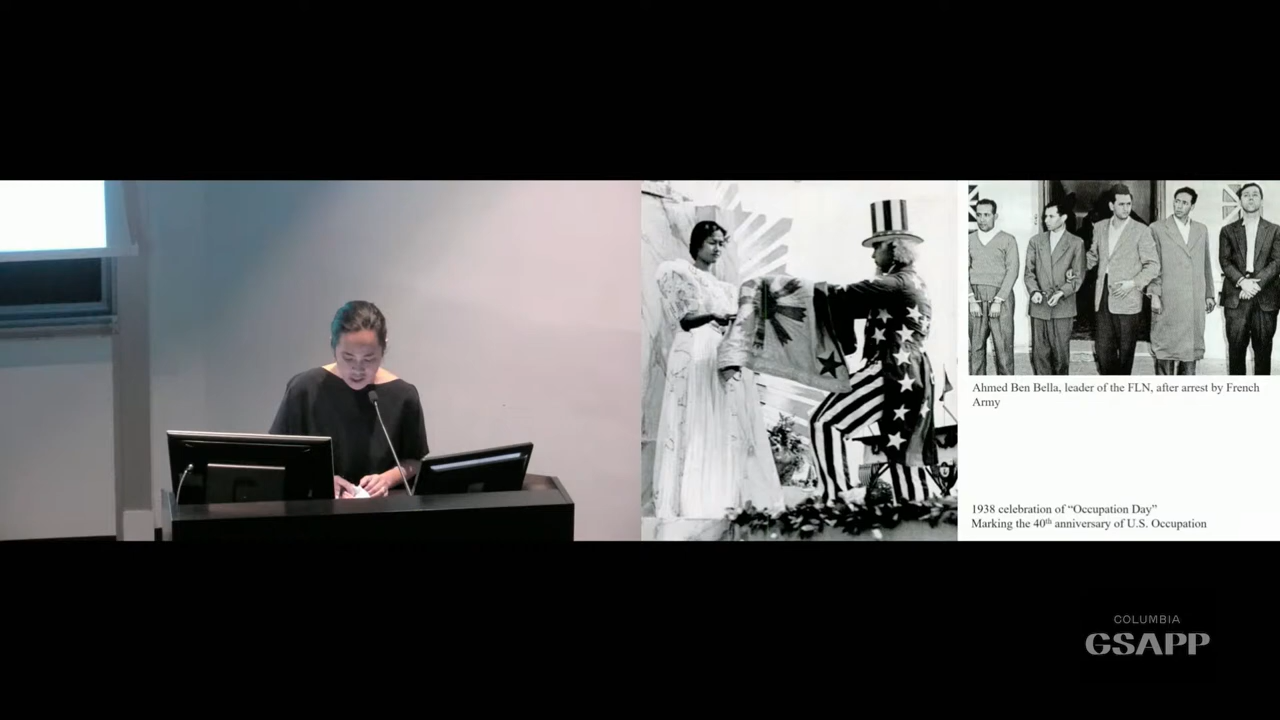 Ahmed Ben Bella, leader of the FLN, after arrest by French
Army
1938 celebration of “Occupation Day”
Marking the 40th anniversary of U.S. Occupation
COLUMBIA
GSAPP